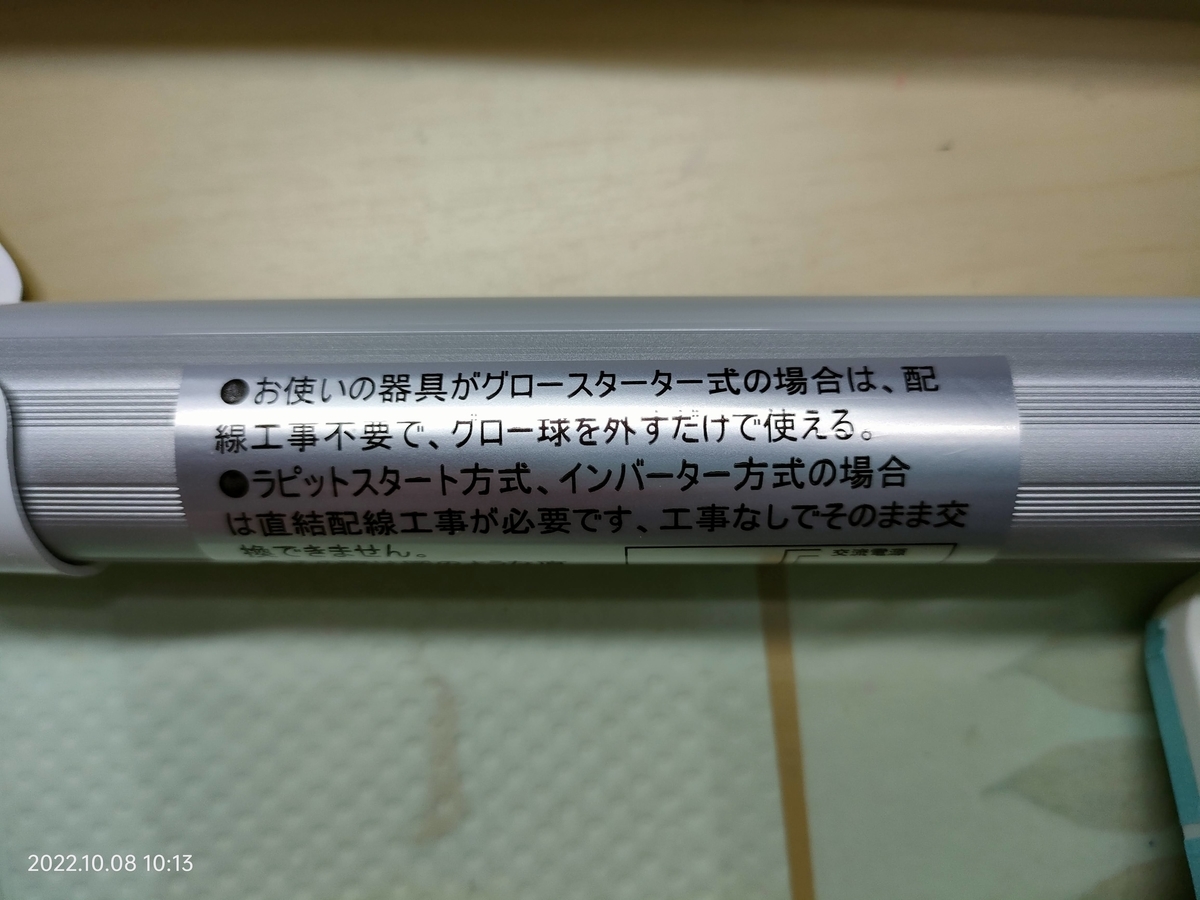 ●お使いの器具がグロースターター式の場合は、配
線工事不要で、グロー球を外すだけで使える。
●ラピットスタート方式、インバーター方式の場合
は直結配線工事が必要です、工事なしでそのまま交
換できません。
交流電源
2022.10.08 10:13